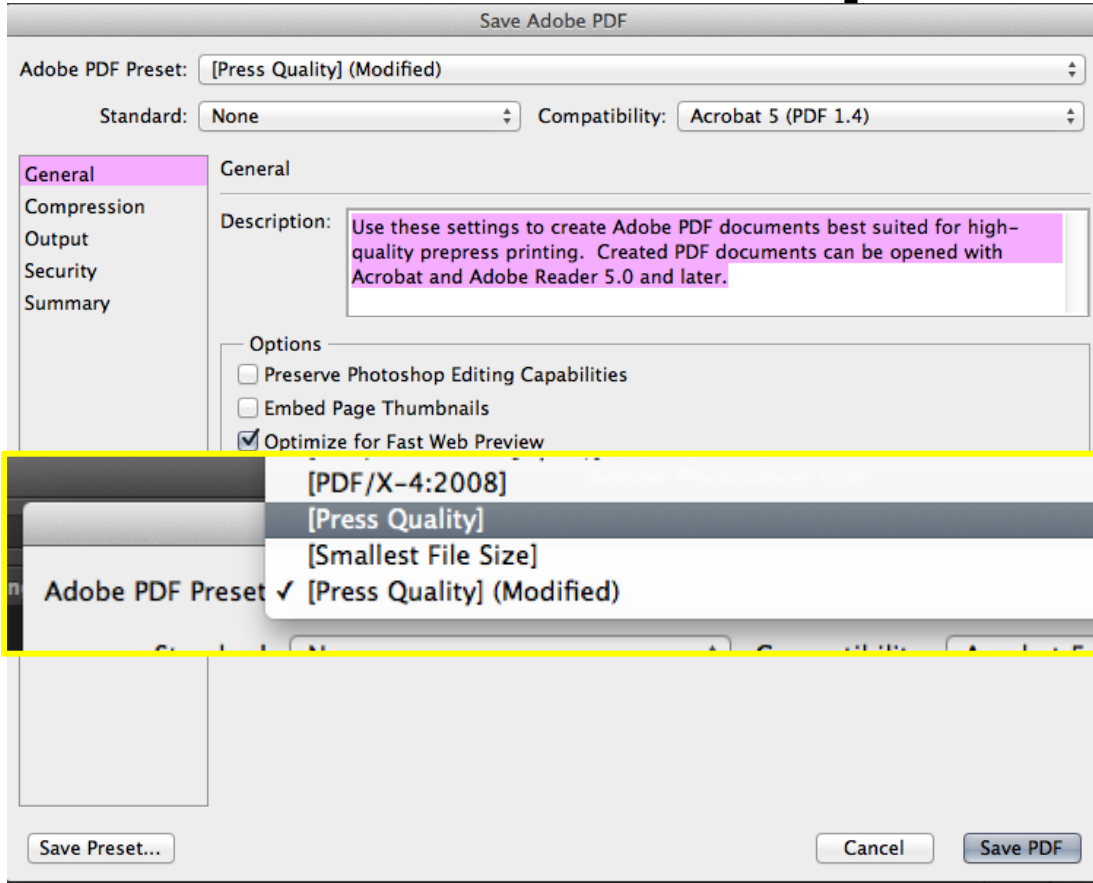 Save Adobe PDF
Adobe PDF Preset: [Press Quality] (Modified)
Standard: None Compatibility: Acrobat 5 (PDF 1.4)
General
Compression
Output
Security
Summary
General
Description: Use these settings to create Adobe PDF documents best suited for high-
quality prepress printing. Created PDF documents can be opened with
Acrobat and Adobe Reader 5.0 and later.
Options
Preserve Photoshop Editing Capabilities
Embed Page Thumbnails
Optimize for Fast Web Preview
[PDF/X-4:2008]
[Press Quality]
[Smallest File Size]
Adobe PDF Preset ✓ [Press Quality] (Modified)
Save Preset... Cancel Save PDF